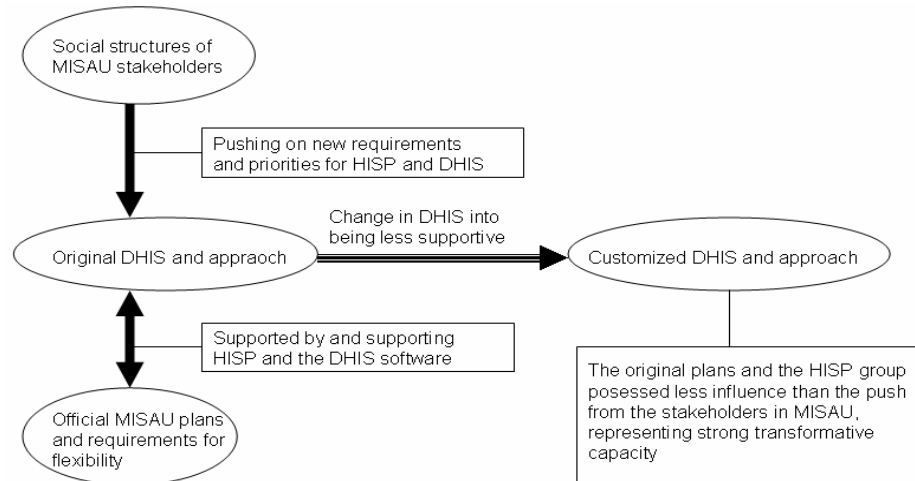 Social structures of
MISAU stakeholders
Pushing on new requirements
and priorities for HISP and DHIS
Change in DHIS into
being less supportive
Original DHIS and appraoch
Customized DHIS and approach
Supported by and supporting
HISP and the DHIS software
Official MISAU plans
and requirements for
flexibility
The original plans and the HISP group
posessed less influence than the push
from the stakeholders in MISAU,
representing strong transformative
capacity